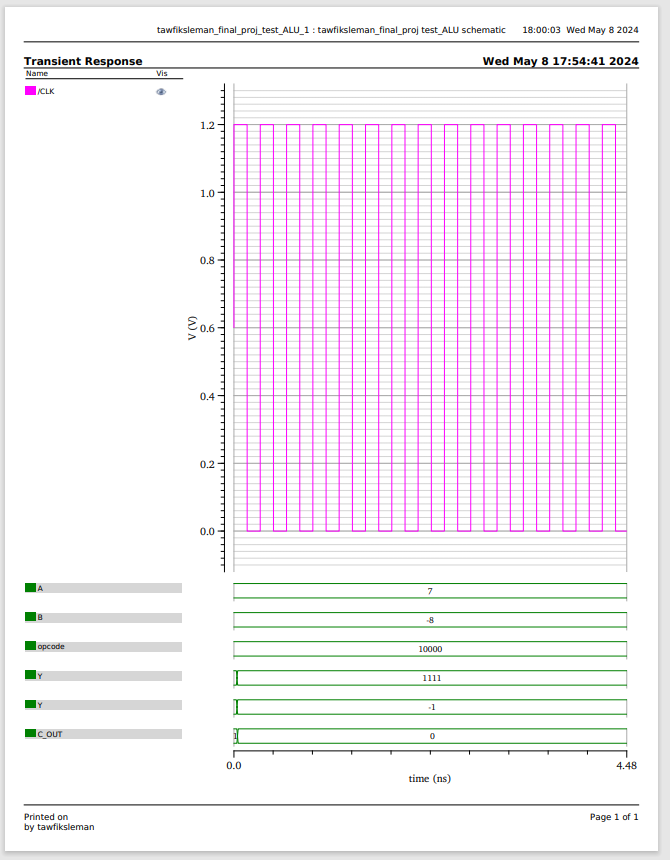 tawfiksleman_final_proj_test_ALU_1 : tawfiksleman_final_proj test_ALU schematic 18:00:03 Wed May 8 2024
Transient Response Wed May 8 17:54:41 2024
Name Vis
/CLK
1.2
1.0
0.8
0.6
V (V)
0.4
0.2
0.0
A 7
B -8
opcode 10000
Y 1111
Y -1
C_OUT 1 0
0.0 4.48
time (ns)
Printed on Page 1 of 1
by tawfiksleman